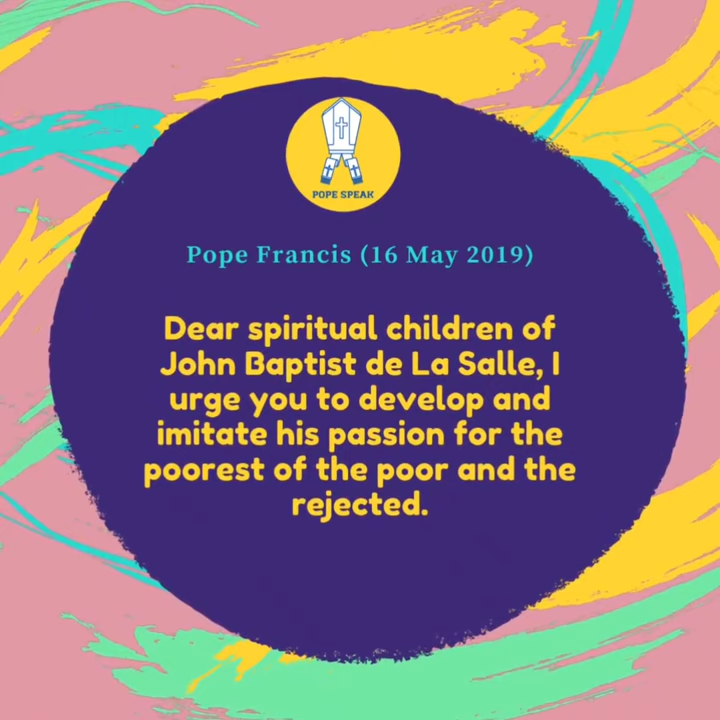 POPE SPEAK
Pope Francis (16 May 2019)
Dear spiritual children of
John Baptist de La Salle, I
urge you to develop and
imitate his passion for the
poorest of the poor and the
rejected.